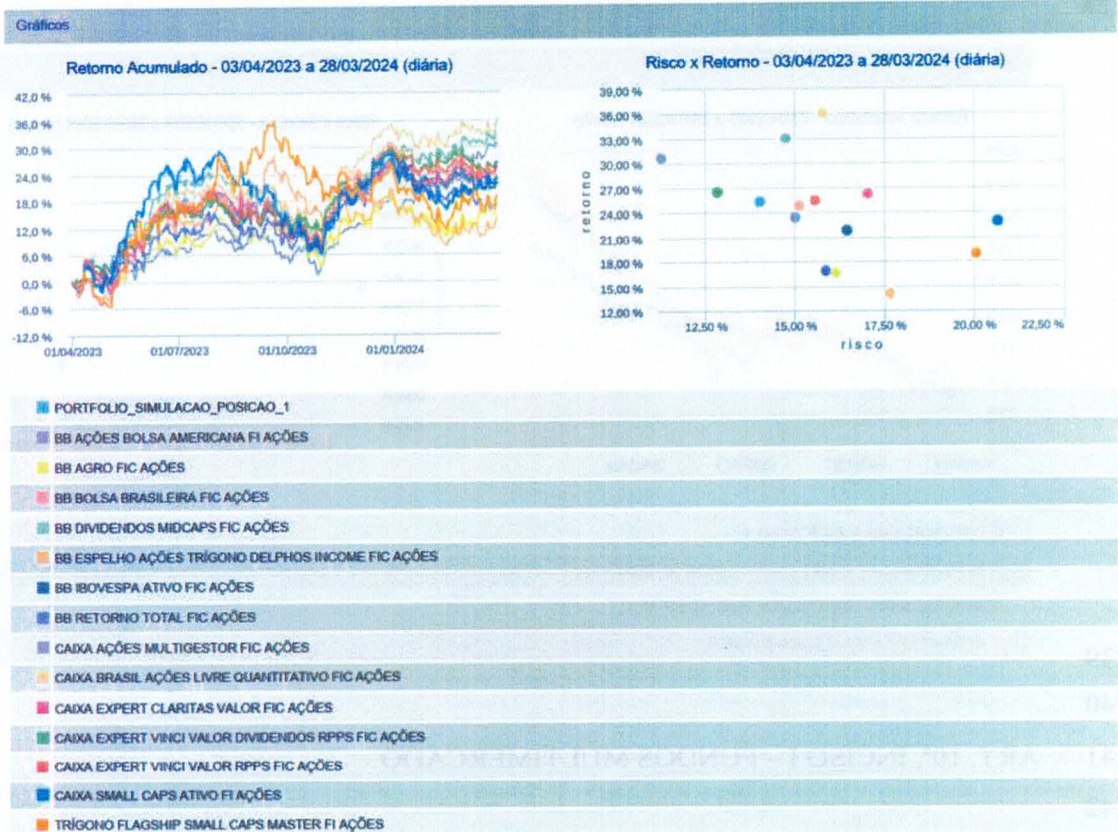 Gráficos
Retorno Acumulado - 03/04/2023 a 28/03/2024 (diária)
42,0 %
36,0 %
30,0 %
24,0 %
18,0 %
12,0 %
6,0 %
0,0 %
-6,0 %
-12,0 %
01/04/2023 01/07/2023 01/10/2023 01/01/2024
Risco x Retorno - 03/04/2023 a 28/03/2024 (diária)
retorno
39,00 %
36,00 %
33,00 %
30,00 %
27,00 %
24,00 %
21,00 %
18,00 %
15,00 %
12,00 %
12,50 % 15,00 % 17,50 % 20,00 % 22,50 %
risco
PORTFOLIO_SIMULACAO_POSICAO_1
BB AÇÕES BOLSA AMERICANA FI AÇÕES
BB AGRO FIC AÇÕES
BB BOLSA BRASILEIRA FIC AÇÕES
BB DIVIDENDOS MIDCAPS FIC AÇÕES
BB ESPELHO AÇÕES TRÍGONO DELPHOS INCOME FIC AÇÕES
BB IBOVESPA ATIVO FIC AÇÕES
BB RETORNO TOTAL FIC AÇÕES
CAIXA AÇÕES MULTIGESTOR FIC AÇÕES
CAIXA BRASIL AÇÕES LIVRE QUANTITATIVO FIC AÇÕES
CAIXA EXPERT CLARITAS VALOR FIC AÇÕES
CAIXA EXPERT VINCI VALOR DIVIDENDOS RPPS FIC AÇÕES
CAIXA EXPERT VINCI VALOR RPPS FIC AÇÕES
CAIXA SMALL CAPS ATIVO FI AÇÕES
TRÍGONO FLAGSHIP SMALL CAPS MASTER FI AÇÕES